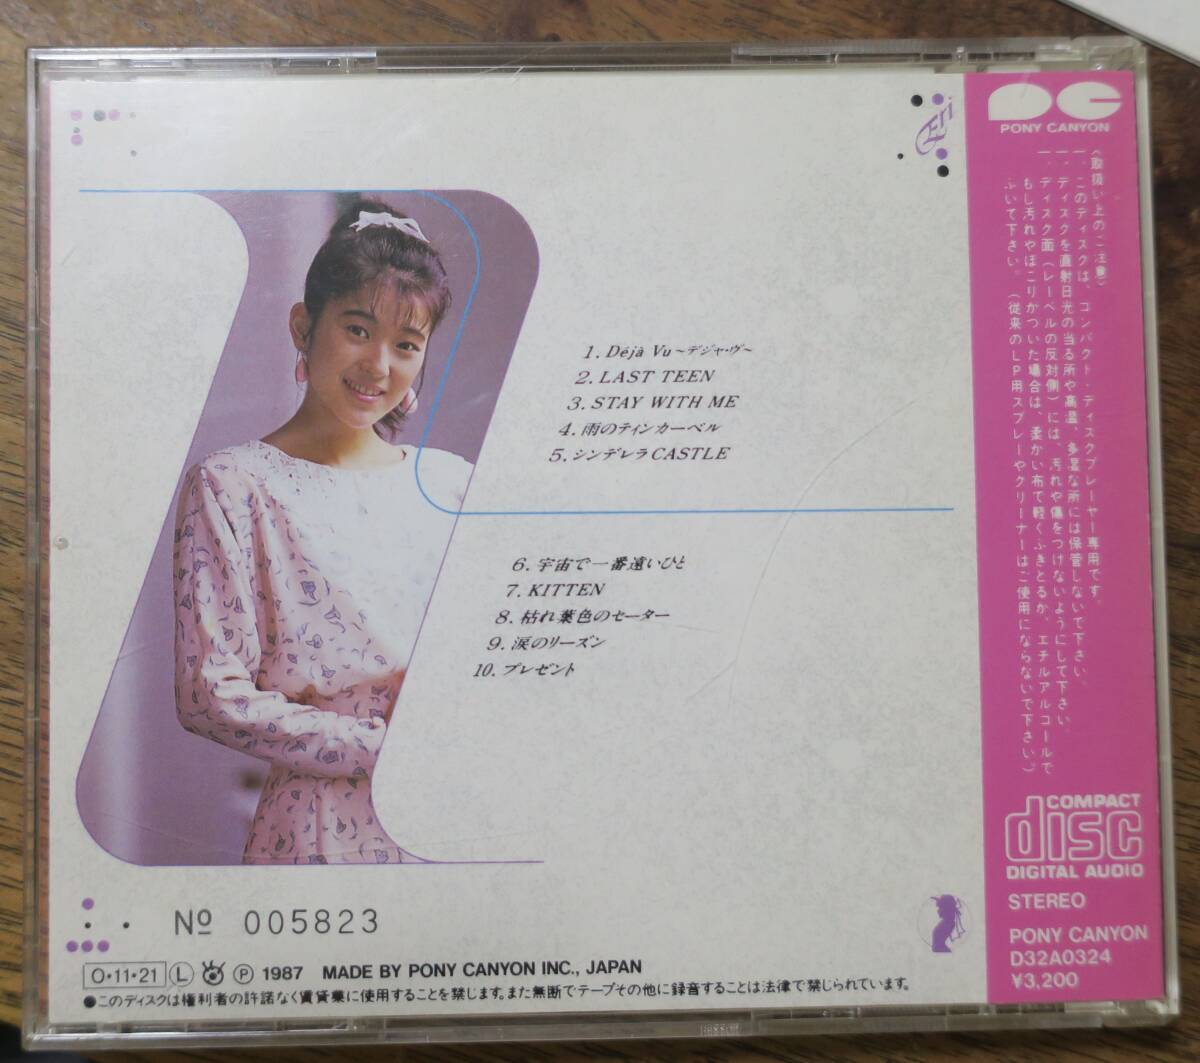 Eri
1. Déjà Vu 〜デジャ・ヴ〜
2. LAST TEEN
3. STAY WITH ME
4. 雨のティンカーベル
5. シンデレラCASTLE
6. 宇宙で一番遠いひと
7. KITTEN
8. 枯れ葉色のセーター
9. 涙のリーズン
10. プレゼント
№ 005823
O・11・21 Ⓛ Ⓟ 1987 MADE BY PONY CANYON INC., JAPAN
●このディスクは権利者の許諾なく賃貸業に使用することを禁じます。また無断でテープその他に録音することは法律で禁じられています。
PONY CANYON
〈取扱い上のご注意〉
一、このディスクは、コンパクト・ディスクプレーヤー専用です。
一、ディスクを直射日光の当る所や高温、多湿な所には保管しないで下さい。
一、ディスク面(レーベルの反対側)には、汚れや傷をつけないようにして下さい。
もし汚れやほこりがついた場合は、柔かい布で軽くふきとるか、エチルアルコールで
ふいて下さい。(従来のLP用スプレーやクリーナーはご使用にならないで下さい。)
COMPACT
disc
DIGITAL AUDIO
STEREO
PONY CANYON
D32A0324
¥3,200